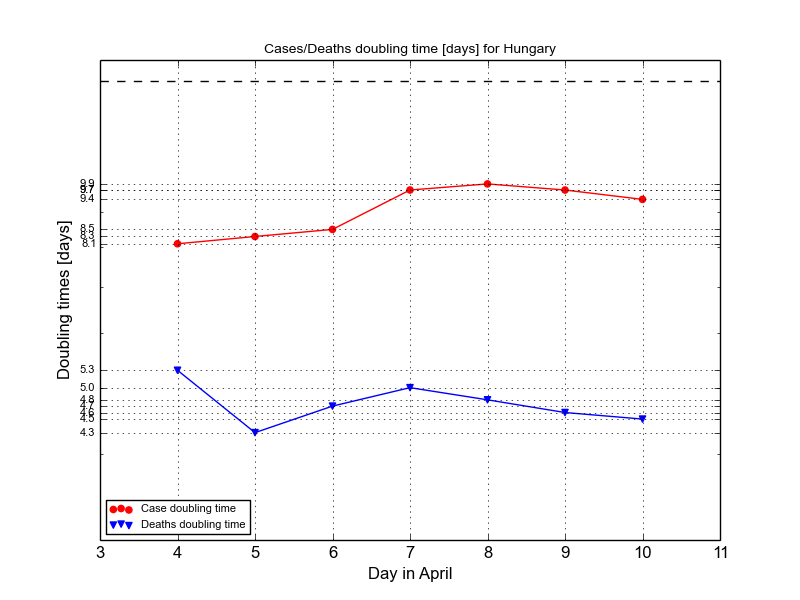 Cases/Deaths doubling time [days] for Hungary
Doubling times [days]
9.9
9.7
9.4
8.5
8.3
8.1
5.3
5.0
4.8
4.7
4.6
4.5
4.3
Case doubling time
Deaths doubling time
3 4 5 6 7 8 9 10 11
Day in April